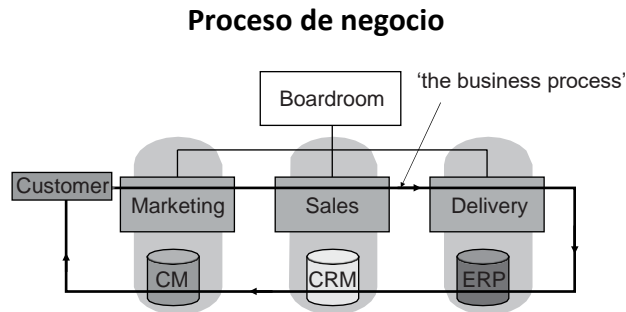 Proceso de negocio
'the business process'
Boardroom
Customer
Marketing
Sales
Delivery
CM
CRM
ERP